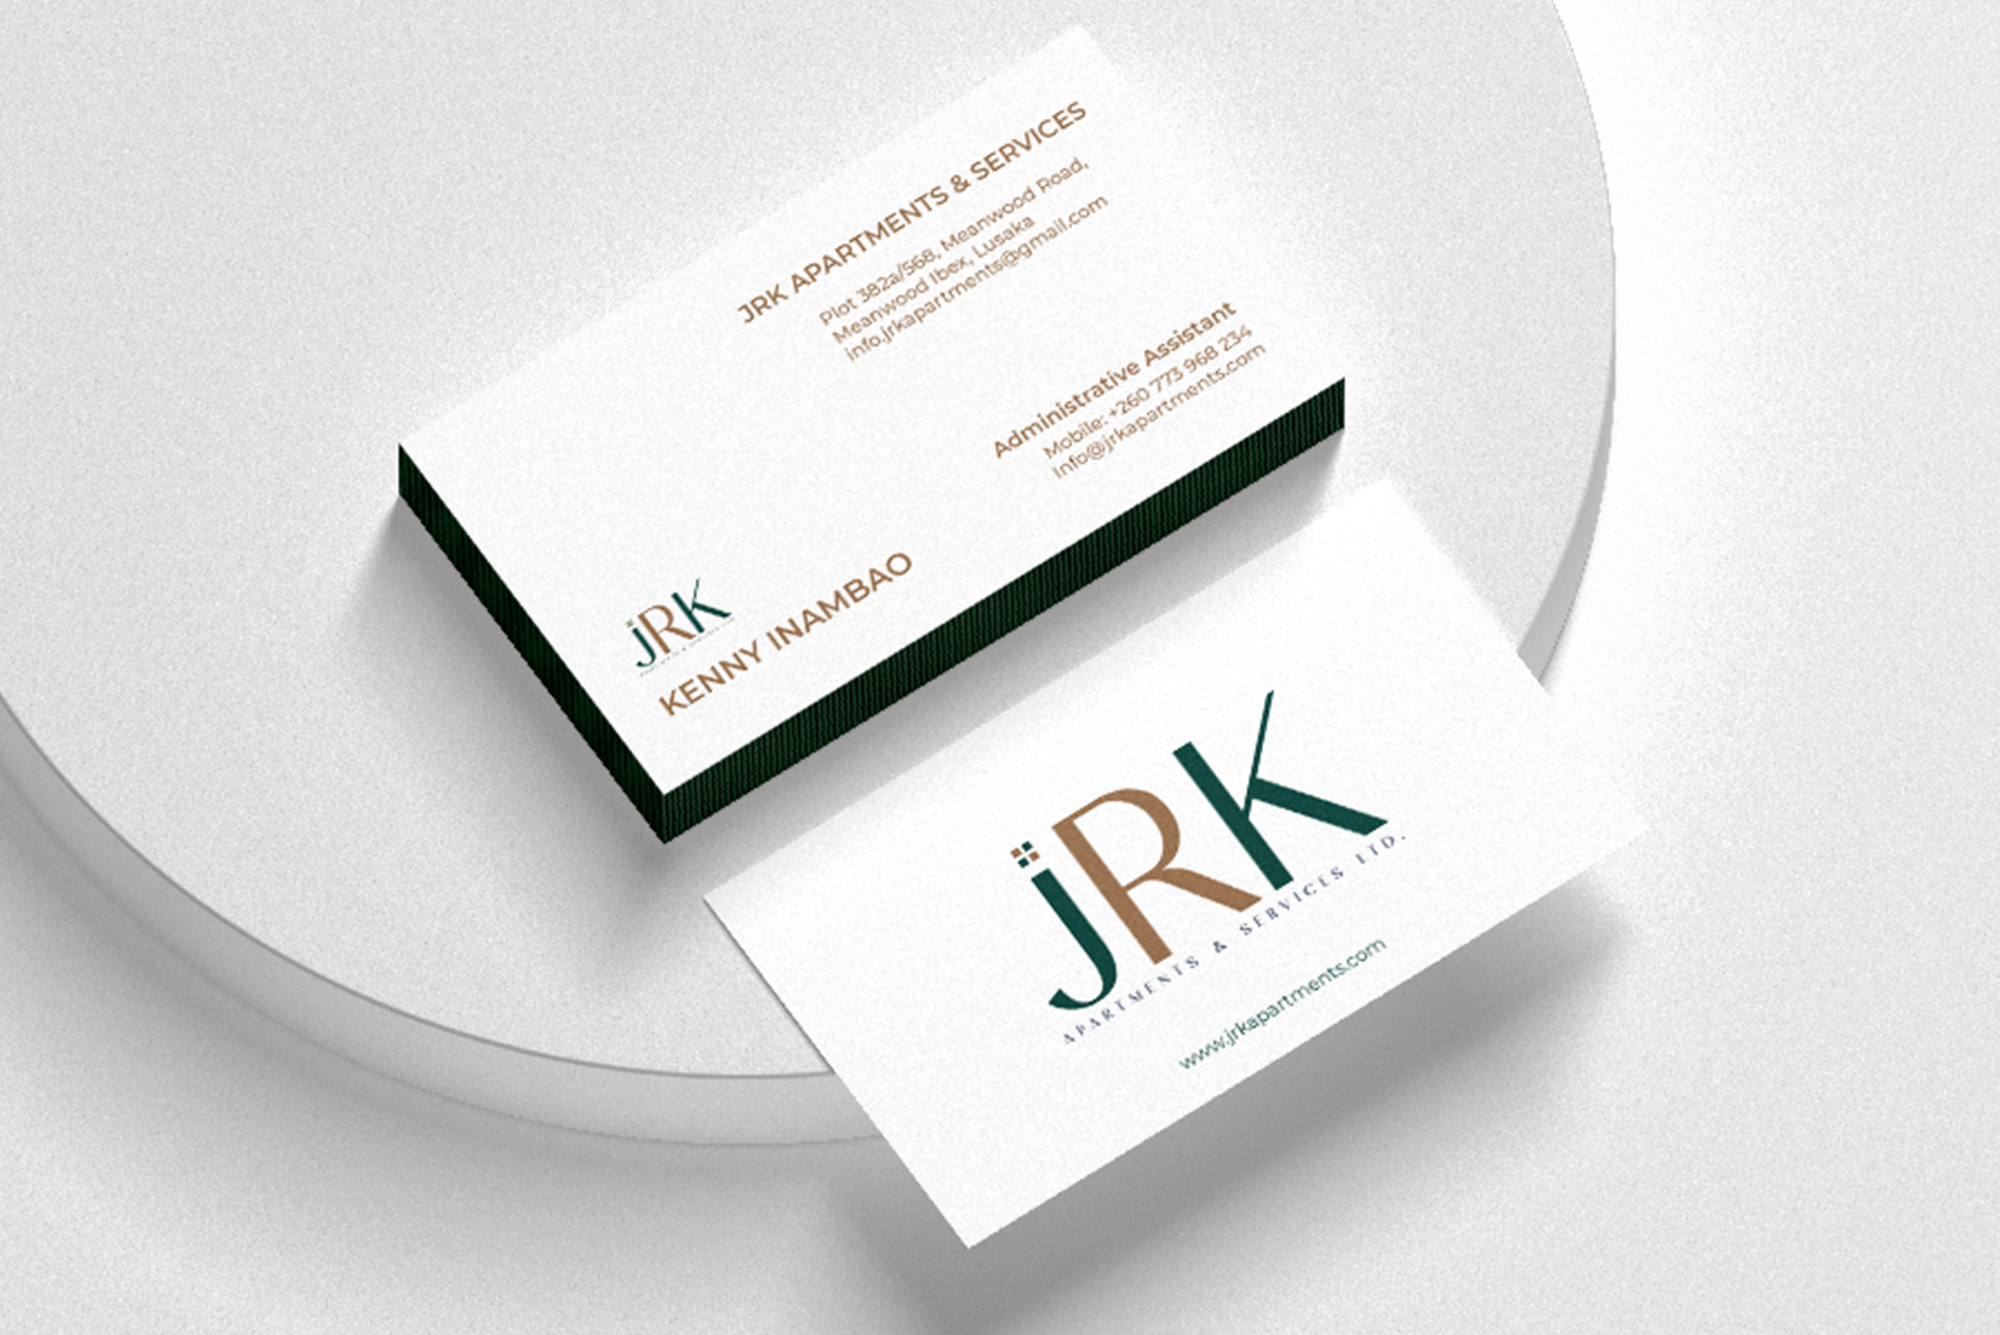 JRK APARTMENTS & SERVICES
Plot 382a/568, Meanwood Road,
Meanwood Ibex, Lusaka
info.jrkapartments@gmail.com
Administrative Assistant
Mobile: +260 773 968 234
Info@jrkapartments.com
jRK
KENNY INAMBAO
jRK
APARTMENTS & SERVICES LTD.
www.jrkapartments.com